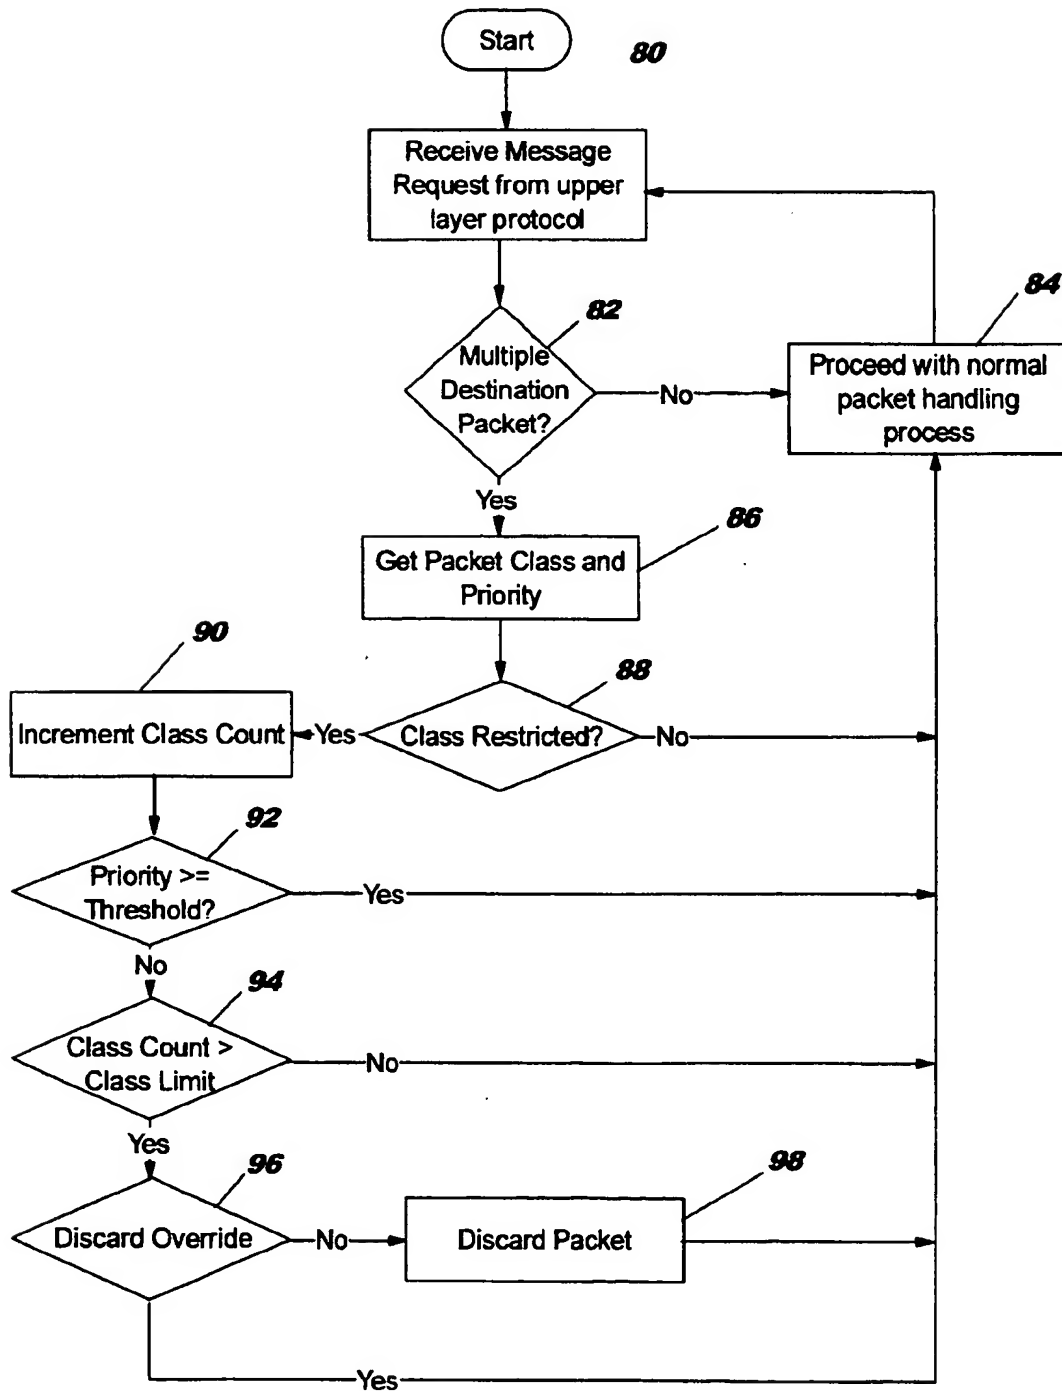 Start
80
Receive Message
Request from upper
layer protocol
82
84
Multiple
Destination
Packet?
No
Proceed with normal
packet handling
process
Yes
86
Get Packet Class and
Priority
90
88
Increment Class Count
Yes
Class Restricted?
No
92
Priority >=
Threshold?
Yes
No
94
Class Count >
Class Limit
No
Yes
96
98
Discard Override
No
Discard Packet
Yes